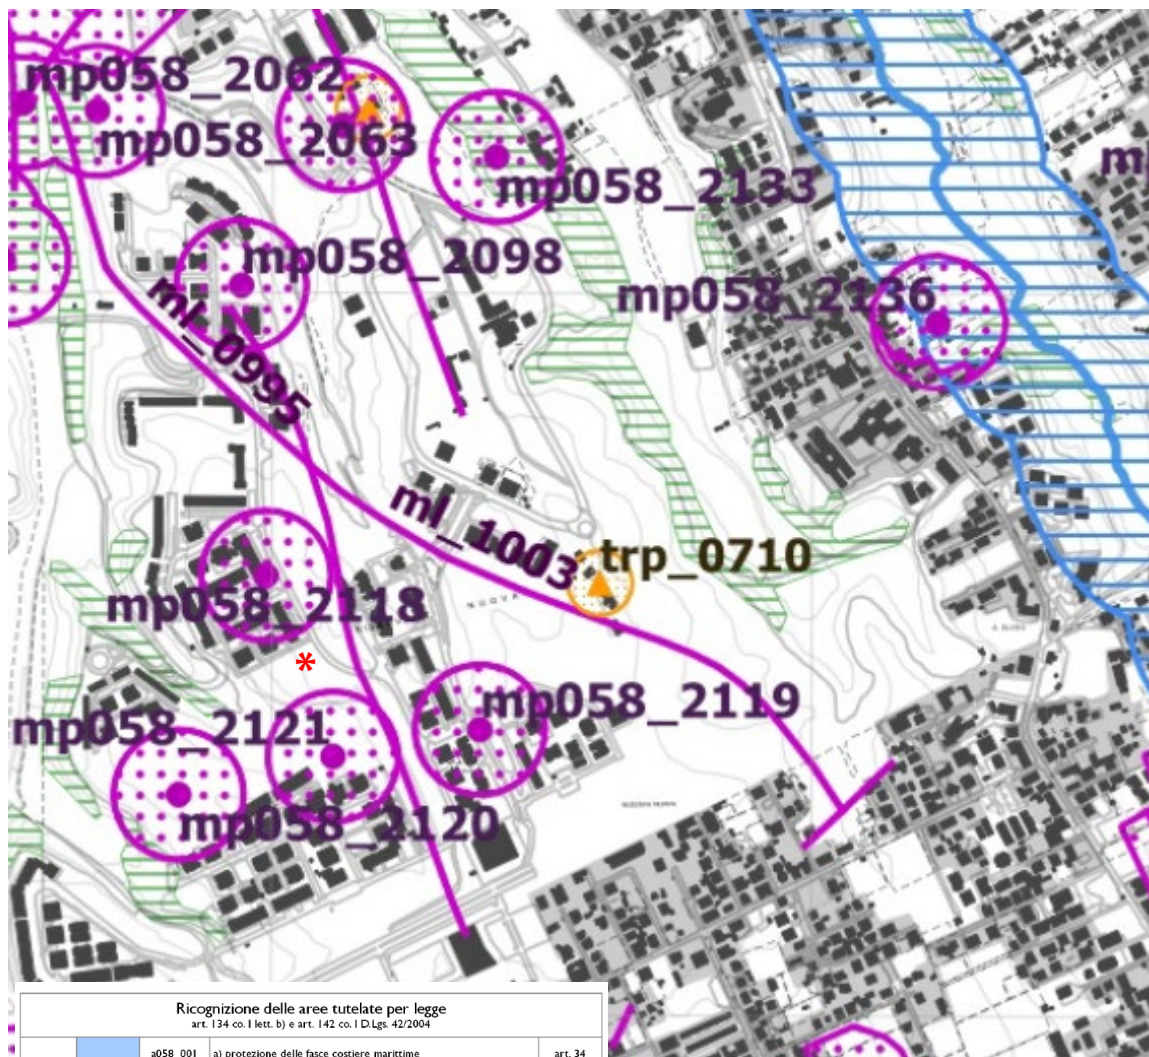 mp058_2062
mp058_2063
mp058_2133
mp058_2098
mp058_2136
ml_0995
ml_1003
trp_0710
NUOVA
mp058_2118
*
mp058_2119
mp058_2121
mp058_2120
Ricognizione delle aree tutelate per legge
art. 134 co. 1 lett. b) e art. 142 co. 1 D.Lgs. 42/2004
a058_001 a) protezione delle fasce costiere marittime art. 34